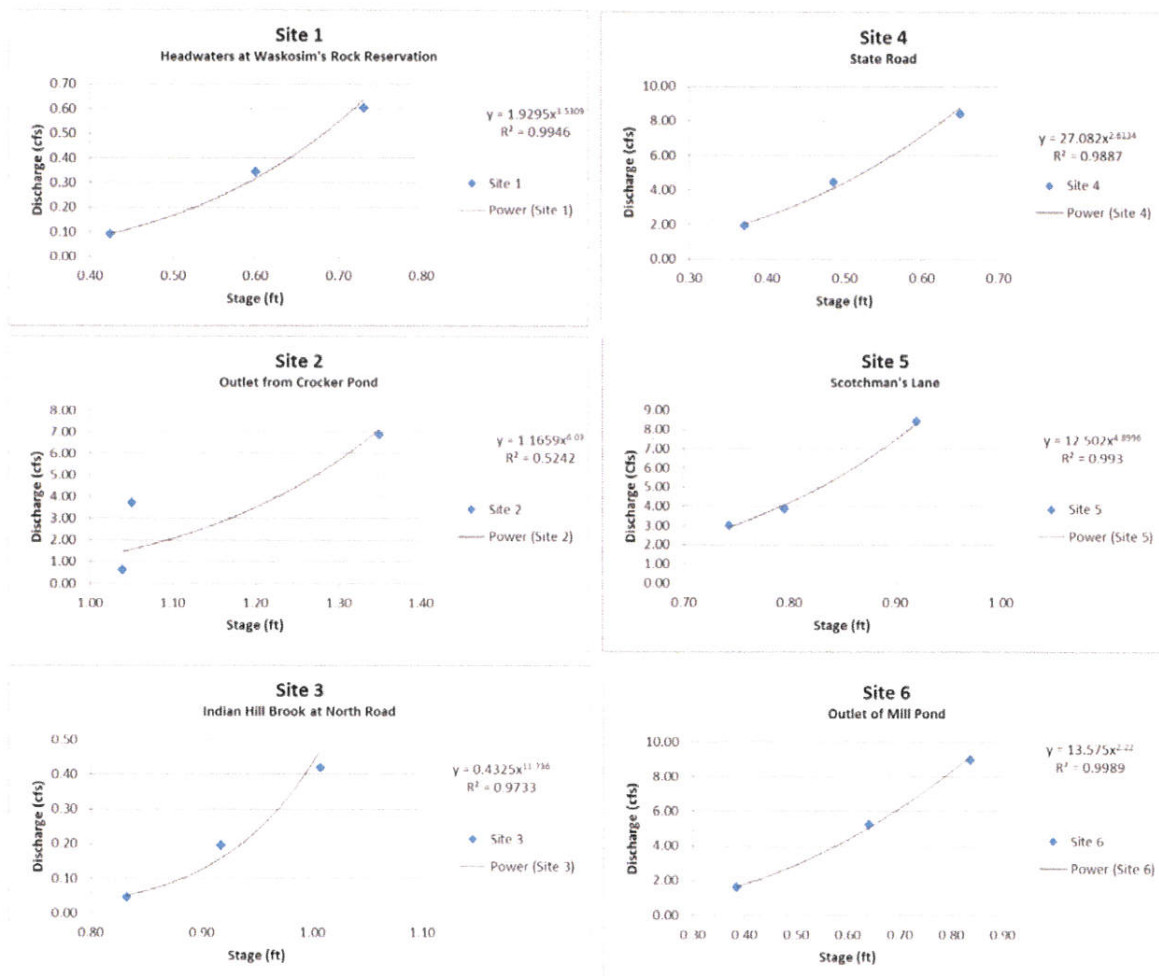 Site 1
Headwaters at Waskosim's Rock Reservation
0.70
0.60
0.50
0.40
0.30
0.20
0.10
0.00
0.40 0.50 0.60 0.70 0.80
Discharge (cfs)
Stage (ft)
y = 1.9295x^3.5309
R² = 0.9946
Site 1
Power (Site 1)
Site 4
State Road
10.00
8.00
6.00
4.00
2.00
0.00
0.30 0.40 0.50 0.60 0.70
Discharge (cfs)
Stage (ft)
y = 27.082x^2.6134
R² = 0.9887
Site 4
Power (Site 4)
Site 2
Outlet from Crocker Pond
8.00
7.00
6.00
5.00
4.00
3.00
2.00
1.00
0.00
1.00 1.10 1.20 1.30 1.40
Discharge (cfs)
Stage (ft)
y = 1.1659x^6.03
R² = 0.5242
Site 2
Power (Site 2)
Site 5
Scotchman's Lane
9.00
8.00
7.00
6.00
5.00
4.00
3.00
2.00
1.00
0.00
0.70 0.80 0.90 1.00
Discharge (Cfs)
Stage (ft)
y = 12.502x^4.8996
R² = 0.993
Site 5
Power (Site 5)
Site 3
Indian Hill Brook at North Road
0.50
0.40
0.30
0.20
0.10
0.00
0.80 0.90 1.00 1.10
Discharge (cfs)
Stage (ft)
y = 0.4325x^11.736
R² = 0.9733
Site 3
Power (Site 3)
Site 6
Outlet of Mill Pond
10.00
8.00
6.00
4.00
2.00
0.00
0.30 0.40 0.50 0.60 0.70 0.80 0.90
Discharge (cfs)
Stage (ft)
y = 13.575x^2.22
R² = 0.9989
Site 6
Power (Site 6)